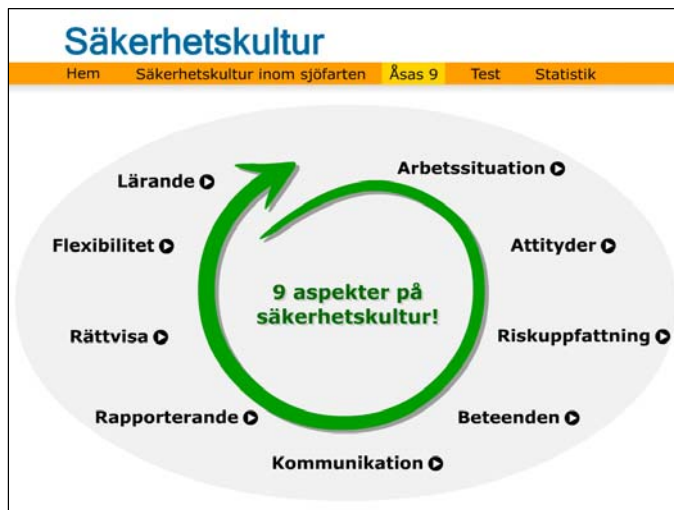 Säkerhetskultur
Hem Säkerhetskultur inom sjöfarten Åsas 9 Test Statistik
Arbetssituation
Lärande
Flexibilitet
Attityder
9 aspekter på
säkerhetskultur!
Rättvisa
Riskuppfattning
Rapporterande
Beteenden
Kommunikation